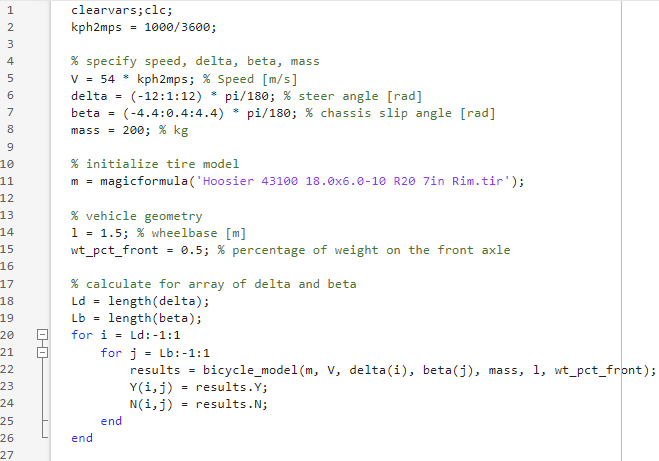 1 clearvars;clc;
2 kph2mps = 1000/3600;
3
4 % specify speed, delta, beta, mass
5 V = 54 * kph2mps; % Speed [m/s]
6 delta = (-12:1:12) * pi/180; % steer angle [rad]
7 beta = (-4.4:0.4:4.4) * pi/180; % chassis slip angle [rad]
8 mass = 200; % kg
9
10 % initialize tire model
11 m = magicformula('Hoosier 43100 18.0x6.0-10 R20 7in Rim.tir');
12
13 % vehicle geometry
14 l = 1.5; % wheelbase [m]
15 wt_pct_front = 0.5; % percentage of weight on the front axle
16
17 % calculate for array of delta and beta
18 Ld = length(delta);
19 Lb = length(beta);
20 for i = Ld:-1:1
21 for j = Lb:-1:1
22 results = bicycle_model(m, V, delta(i), beta(j), mass, l, wt_pct_front);
23 Y(i,j) = results.Y;
24 N(i,j) = results.N;
25 end
26 end
27